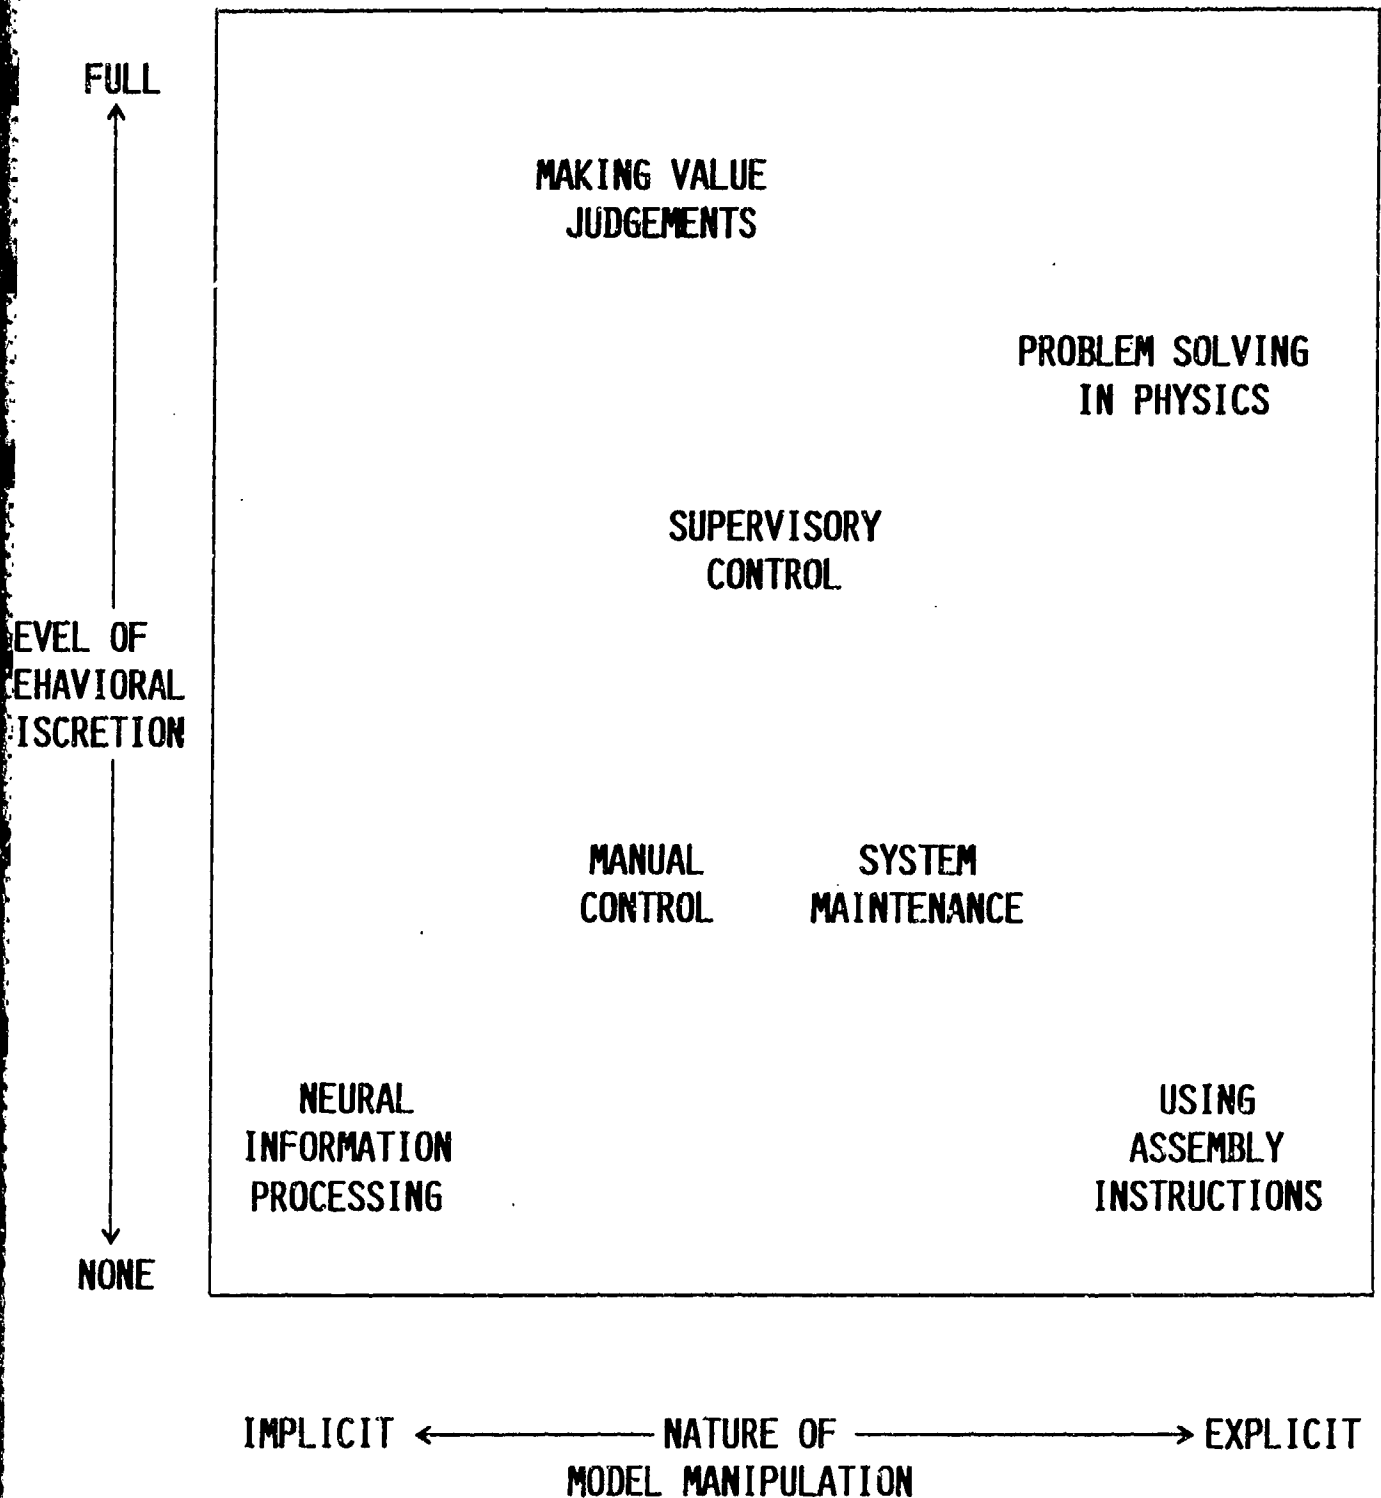 FULL
MAKING VALUE
JUDGEMENTS
PROBLEM SOLVING
IN PHYSICS
SUPERVISORY
CONTROL
EVEL OF
EHAVIORAL
ISCRETION
MANUAL
CONTROL
SYSTEM
MAINTENANCE
NEURAL
INFORMATION
PROCESSING
USING
ASSEMBLY
INSTRUCTIONS
NONE
IMPLICIT
NATURE OF
MODEL MANIPULATION
EXPLICIT